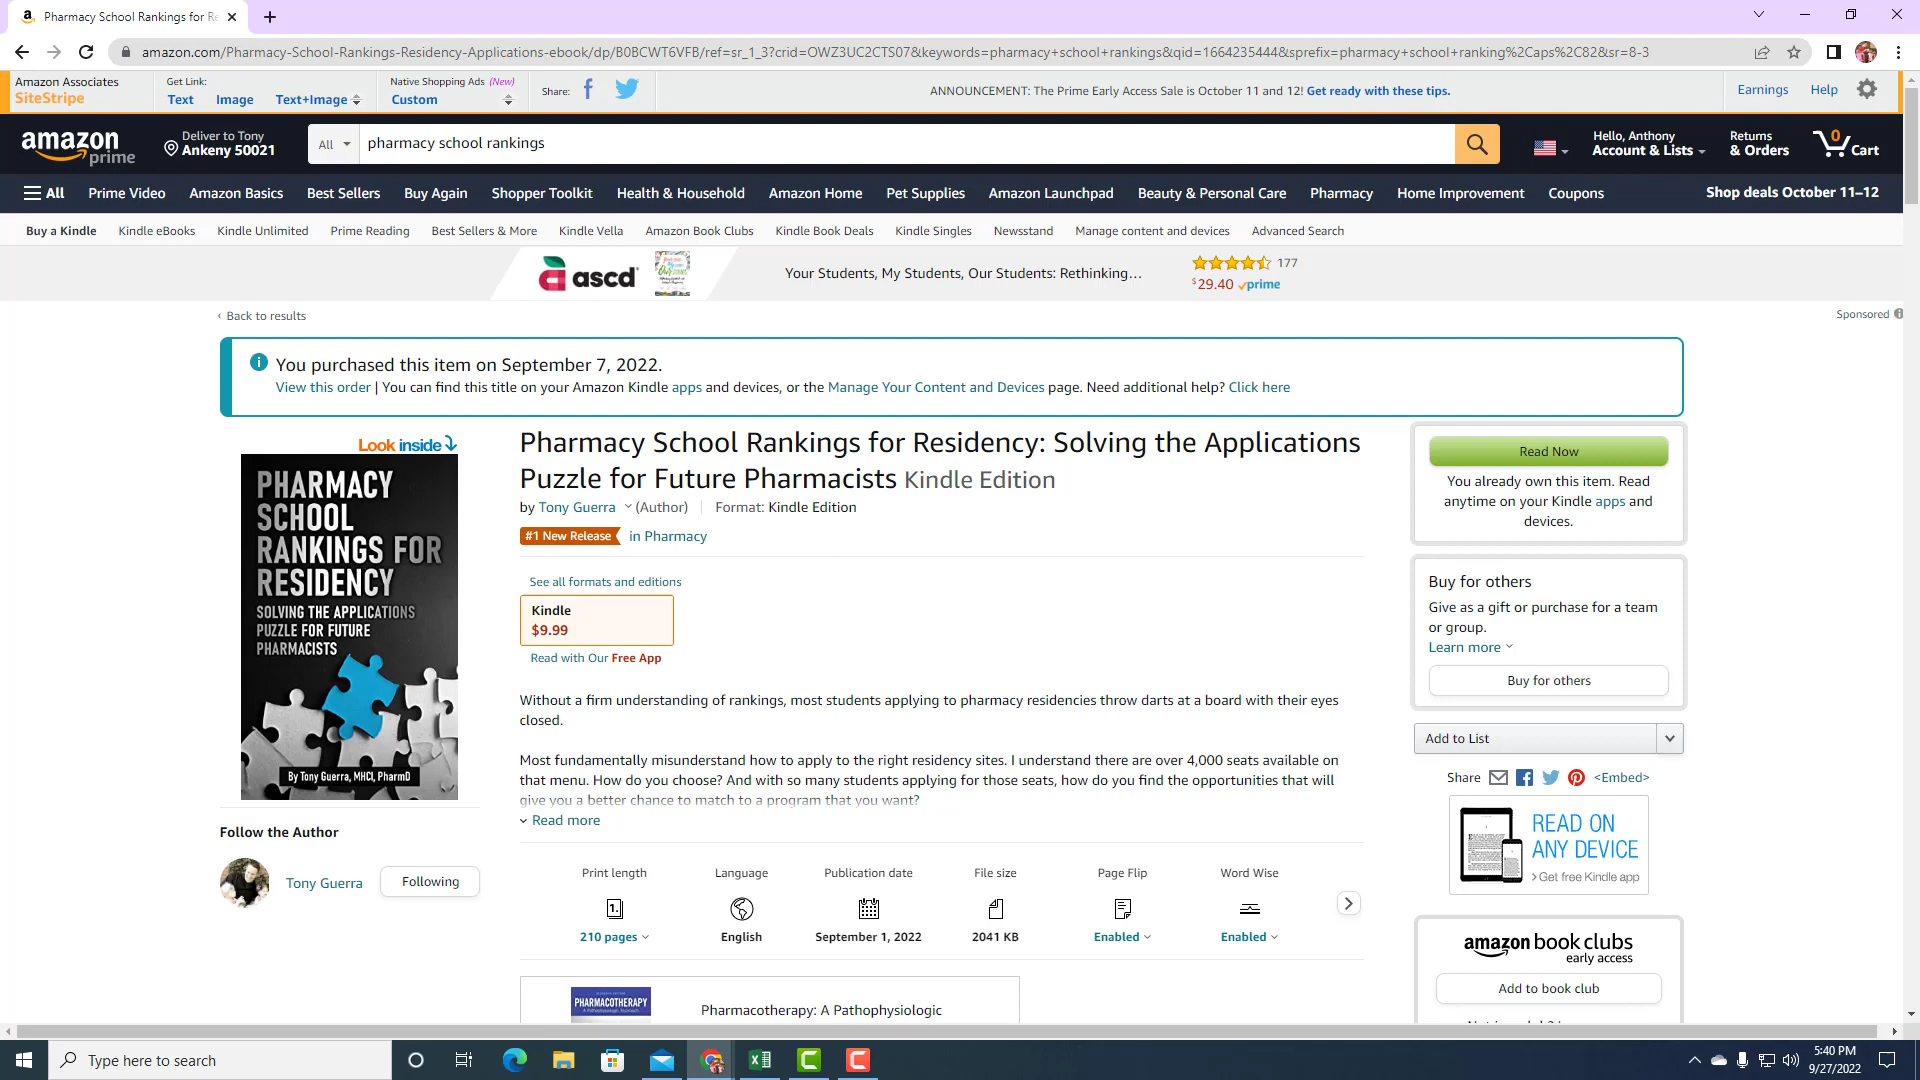 Pharmacy School Rankings for Re
amazon.com/Pharmacy-School-Rankings-Residency-Applications-ebook/dp/B0BCWT6VFB/ref=sr_1_3?crid=OWZ3UC2CTS07&keywords=pharmacy+school+rankings&qid=1664235444&sprefix=pharmacy+school+ranking%2Caps%2C82&sr=8-3
Amazon Associates
SiteStripe
Get Link:
Text Image Text+Image
Native Shopping Ads (New)
Custom
Share:
ANNOUNCEMENT: The Prime Early Access Sale is October 11 and 12! Get ready with these tips.
Earnings Help
amazon prime
Deliver to Tony
Ankeny 50021
All
pharmacy school rankings
Hello, Anthony
Account & Lists
Returns
& Orders
0
Cart
All Prime Video Amazon Basics Best Sellers Buy Again Shopper Toolkit Health & Household Amazon Home Pet Supplies Amazon Launchpad Beauty & Personal Care Pharmacy Home Improvement Coupons
Shop deals October 11–12
Buy a Kindle Kindle eBooks Kindle Unlimited Prime Reading Best Sellers & More Kindle Vella Amazon Book Clubs Kindle Book Deals Kindle Singles Newsstand Manage content and devices Advanced Search
ascd
Your Students, My Students, Our Students: Rethinking…
177
$29.40 prime
‹ Back to results
Sponsored
You purchased this item on September 7, 2022.
View this order | You can find this title on your Amazon Kindle apps and devices, or the Manage Your Content and Devices page. Need additional help? Click here
Look inside
PHARMACY
SCHOOL
RANKINGS FOR
RESIDENCY
SOLVING THE APPLICATIONS
PUZZLE FOR FUTURE
PHARMACISTS
By Tony Guerra, MHCI, PharmD
Follow the Author
Tony Guerra
Following
Pharmacy School Rankings for Residency: Solving the Applications
Puzzle for Future Pharmacists Kindle Edition
by Tony Guerra (Author) Format: Kindle Edition
#1 New Release in Pharmacy
See all formats and editions
Kindle
$9.99
Read with Our Free App
Without a firm understanding of rankings, most students applying to pharmacy residencies throw darts at a board with their eyes
closed.
Most fundamentally misunderstand how to apply to the right residency sites. I understand there are over 4,000 seats available on
that menu. How do you choose? And with so many students applying for those seats, how do you find the opportunities that will
give you a better chance to match to a program that you want?
Read more
Print length
1.
210 pages
Language
English
Publication date
September 1, 2022
File size
2041 KB
Page Flip
Enabled
Word Wise
Enabled
PHARMACOTHERAPY
Pharmacotherapy: A Pathophysiologic
Read Now
You already own this item. Read
anytime on your Kindle apps and
devices.
Buy for others
Give as a gift or purchase for a team
or group.
Learn more
Buy for others
Add to List
Share
<Embed>
READ ON
ANY DEVICE
› Get free Kindle app
amazon book clubs
early access
Add to book club
Type here to search
5:40 PM
9/27/2022